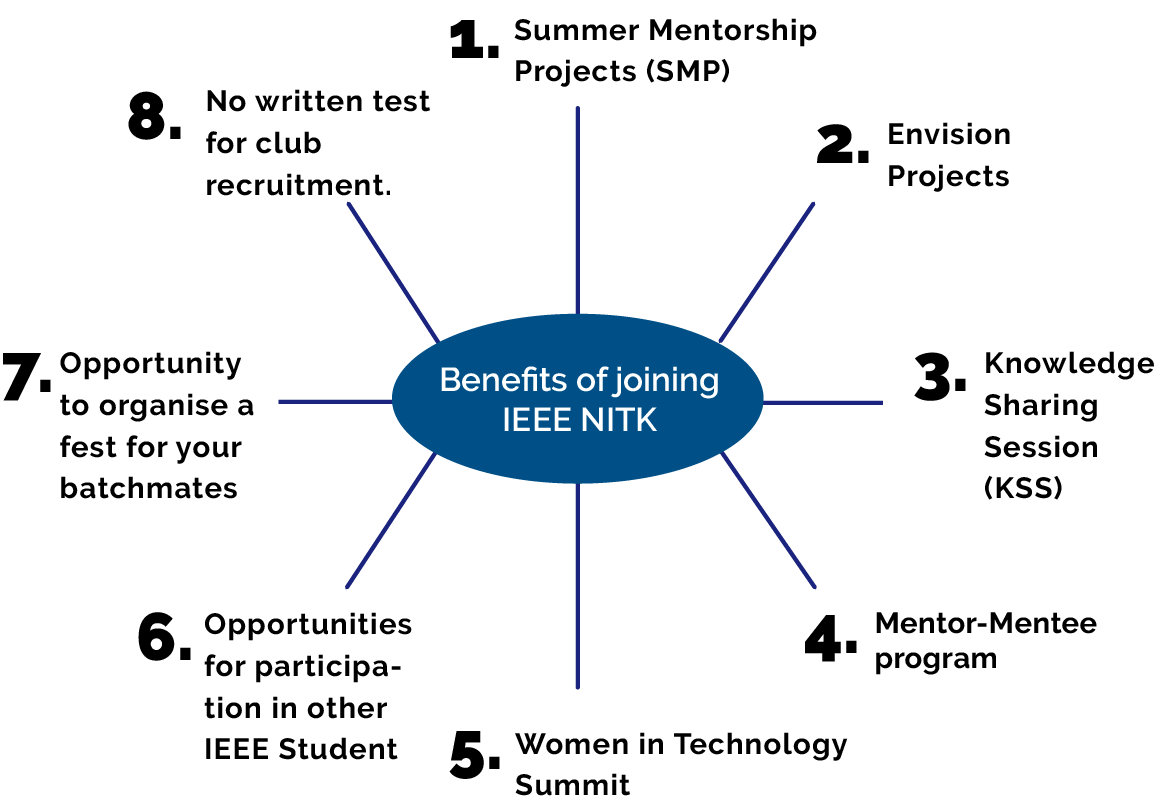 1. Summer Mentorship
Projects (SMP)
2. Envision
Projects
3. Knowledge
Sharing
Session
(KSS)
4. Mentor-Mentee
program
5. Women in Technology
Summit
6. Opportunities
for participa-
tion in other
IEEE Student
7. Opportunity
to organise a
fest for your
batchmates
8. No written test
for club
recruitment.
Benefits of joining
IEEE NITK